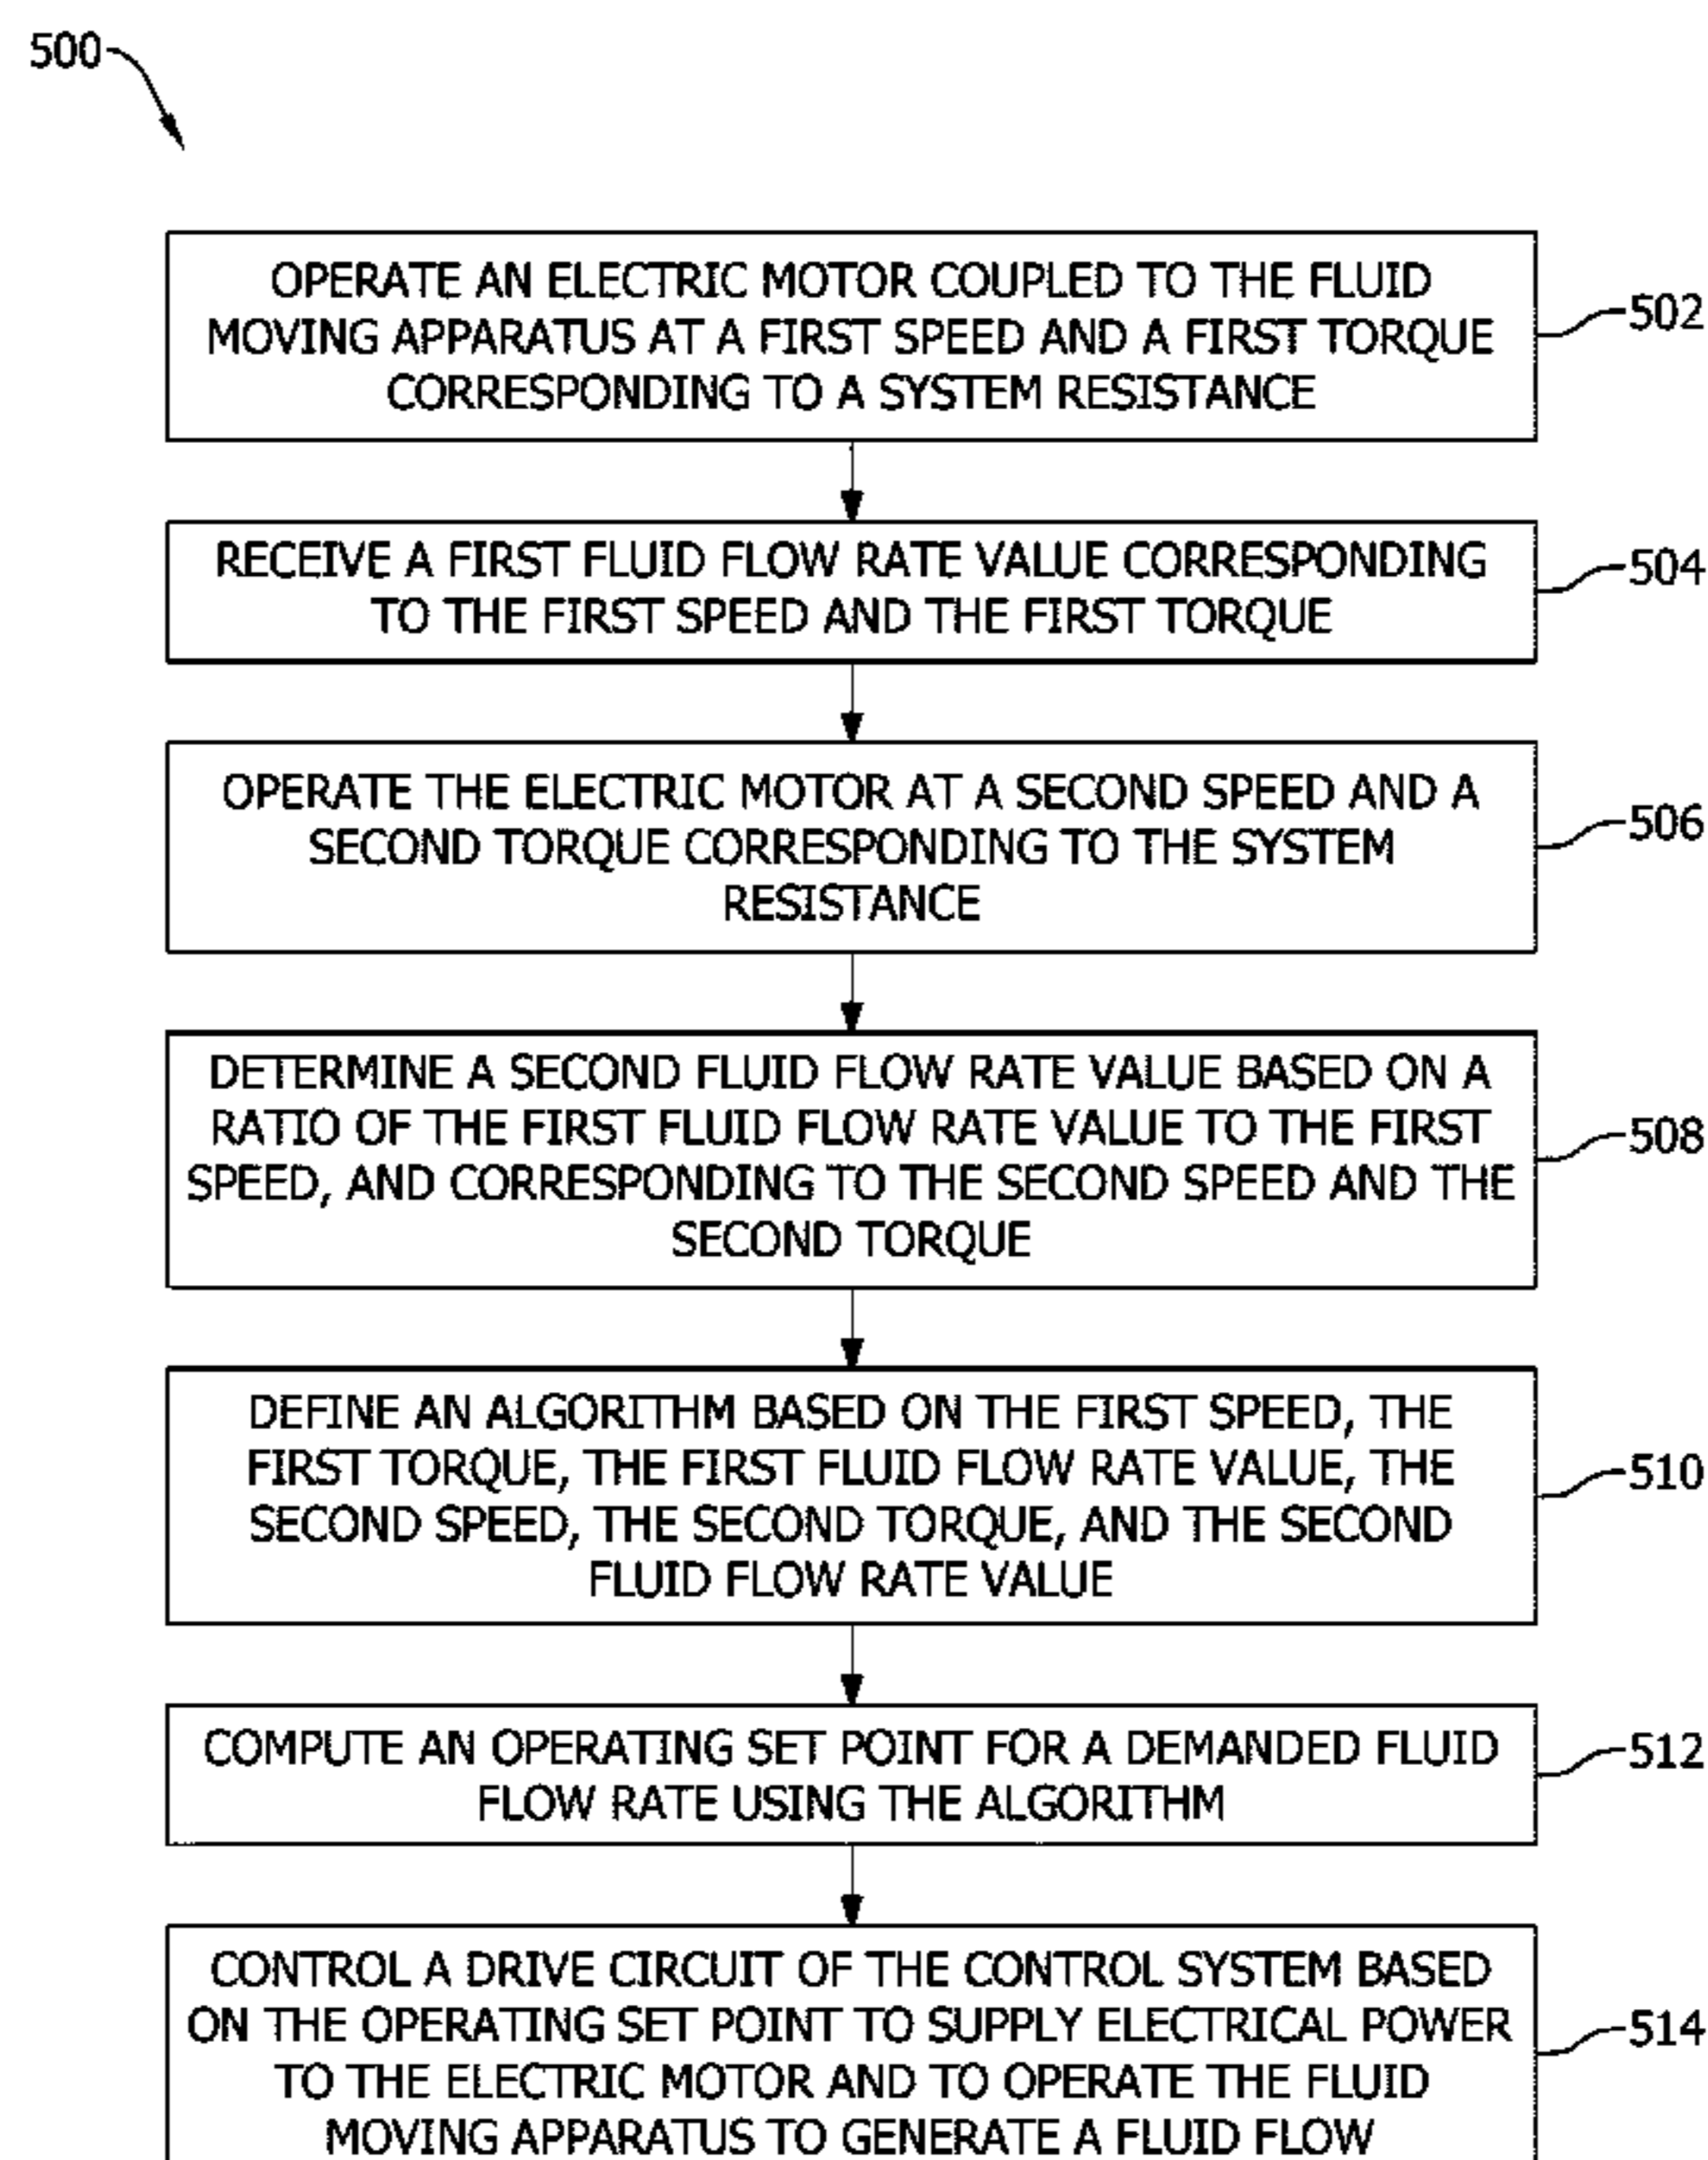 500
OPERATE AN ELECTRIC MOTOR COUPLED TO THE FLUID
MOVING APPARATUS AT A FIRST SPEED AND A FIRST TORQUE
CORRESPONDING TO A SYSTEM RESISTANCE
502
RECEIVE A FIRST FLUID FLOW RATE VALUE CORRESPONDING
TO THE FIRST SPEED AND THE FIRST TORQUE
504
OPERATE THE ELECTRIC MOTOR AT A SECOND SPEED AND A
SECOND TORQUE CORRESPONDING TO THE SYSTEM
RESISTANCE
506
DETERMINE A SECOND FLUID FLOW RATE VALUE BASED ON A
RATIO OF THE FIRST FLUID FLOW RATE VALUE TO THE FIRST
SPEED, AND CORRESPONDING TO THE SECOND SPEED AND THE
SECOND TORQUE
508
DEFINE AN ALGORITHM BASED ON THE FIRST SPEED, THE
FIRST TORQUE, THE FIRST FLUID FLOW RATE VALUE, THE
SECOND SPEED, THE SECOND TORQUE, AND THE SECOND
FLUID FLOW RATE VALUE
510
COMPUTE AN OPERATING SET POINT FOR A DEMANDED FLUID
FLOW RATE USING THE ALGORITHM
512
CONTROL A DRIVE CIRCUIT OF THE CONTROL SYSTEM BASED
ON THE OPERATING SET POINT TO SUPPLY ELECTRICAL POWER
TO THE ELECTRIC MOTOR AND TO OPERATE THE FLUID
MOVING APPARATUS TO GENERATE A FLUID FLOW
514